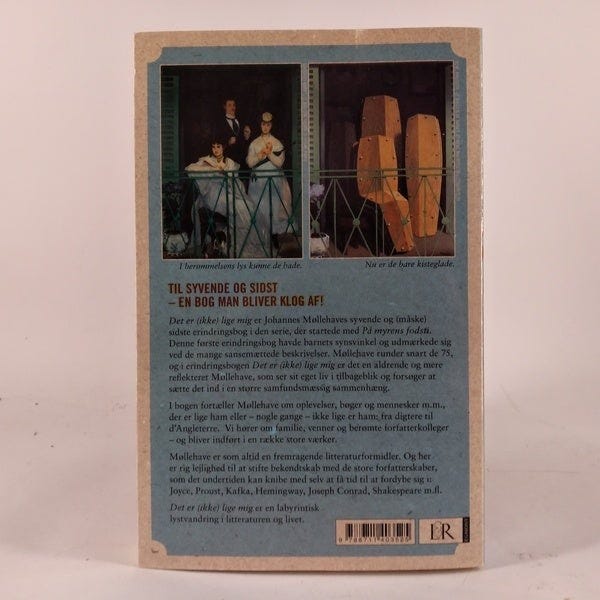 I berømmelsens lys kunne de bade.
Nu er de bare kisteglade.
TIL SYVENDE OG SIDST
– EN BOG MAN BLIVER KLOG AF!
Det er (ikke) lige mig er Johannes Møllehaves syvende og (måske)
sidste erindringsbog i den serie, der startede med På myrens fodsti.
Denne første erindringsbog havde barnets synsvinkel og udmærkede sig
ved de mange sansemættede beskrivelser. Møllehave runder snart de 75,
og i erindringsbogen Det er (ikke) lige mig er det en aldrende og mere
reflekteret Møllehave, som ser sit eget liv i tilbageblik og forsøger at
sætte det ind i en større samfundsmæssig sammenhæng.
I bogen fortæller Møllehave om oplevelser, bøger og mennesker m.m.,
der er lige ham eller – nogle gange – ikke lige er ham; fra digtere til
d'Angleterre. Vi hører om familie, venner og berømte forfatterkolleger
– og bliver indført i en række store værker.
Møllehave er som altid en fremragende litteraturformidler. Og her
er rig lejlighed til at stifte bekendtskab med de store forfatterskaber,
som det undertiden kan knibe med selv at få tid til at fordybe sig i:
Joyce, Proust, Kafka, Hemingway, Joseph Conrad, Shakespeare m.fl.
Det er (ikke) lige mig er en labyrintisk
lystvandring i litteraturen og livet.
L&R